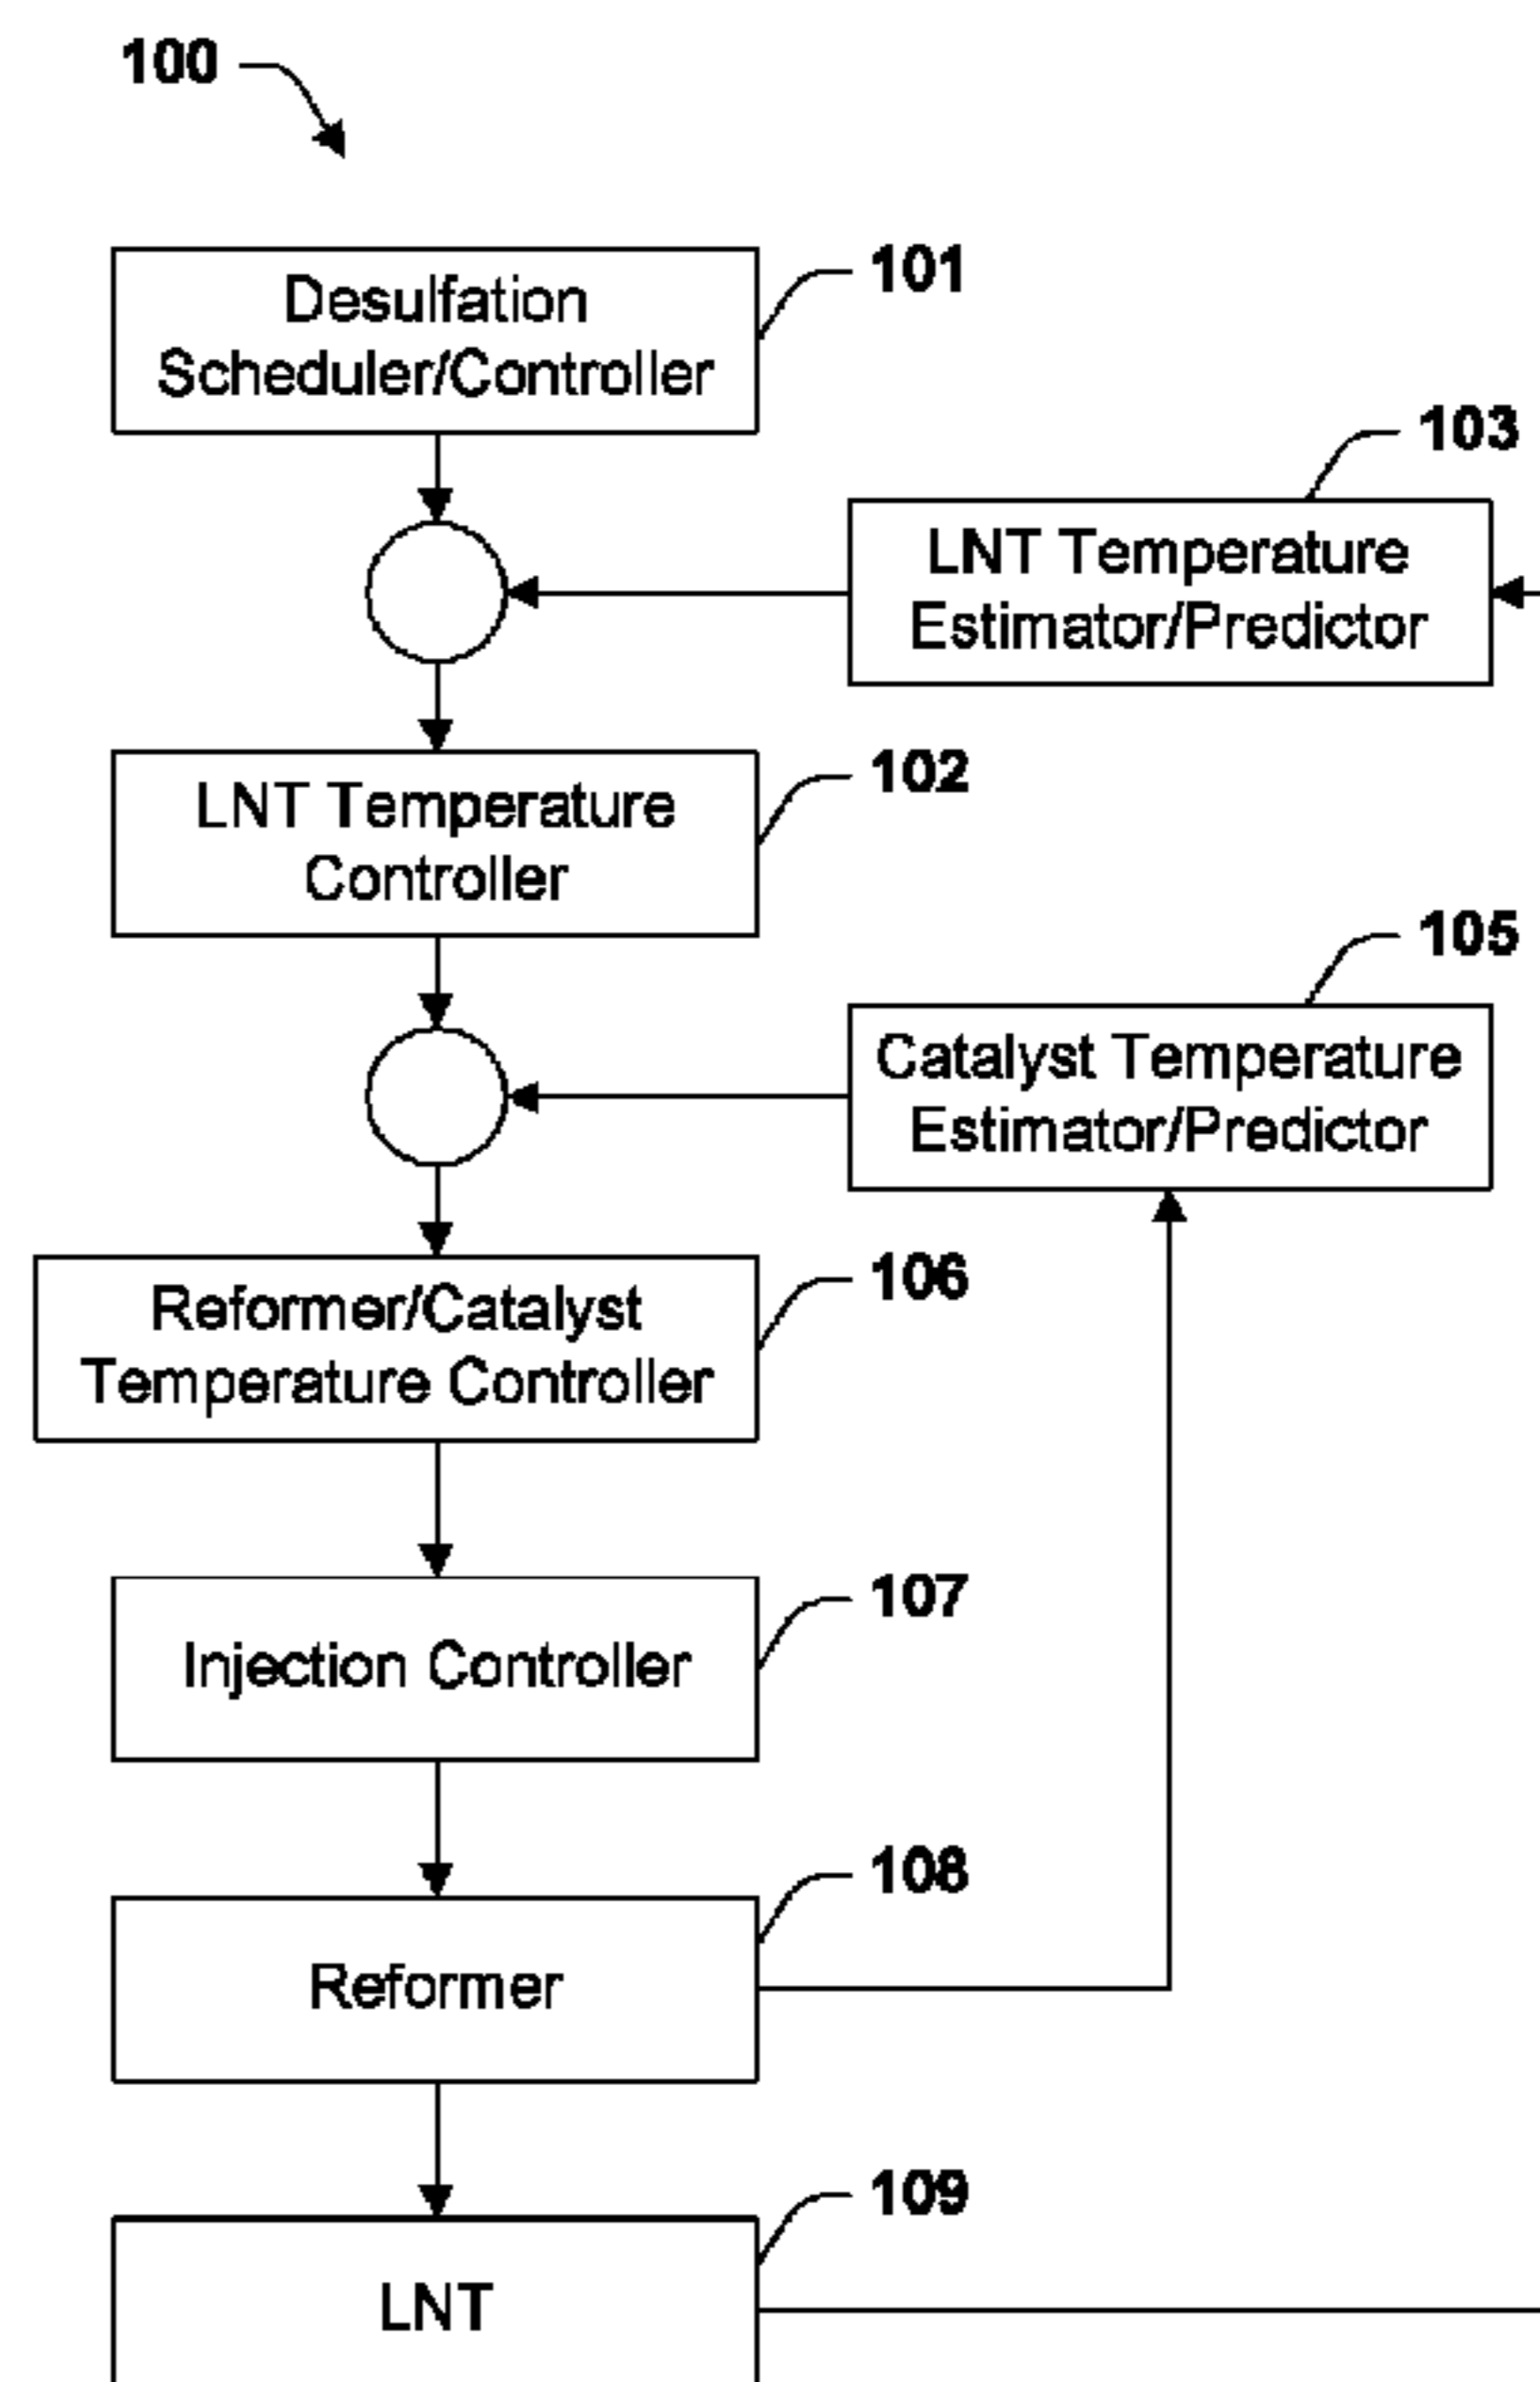 100
101
Desulfation
Scheduler/Controller
103
LNT Temperature
Estimator/Predictor
102
LNT Temperature
Controller
105
Catalyst Temperature
Estimator/Predictor
106
Reformer/Catalyst
Temperature Controller
107
Injection Controller
108
Reformer
109
LNT